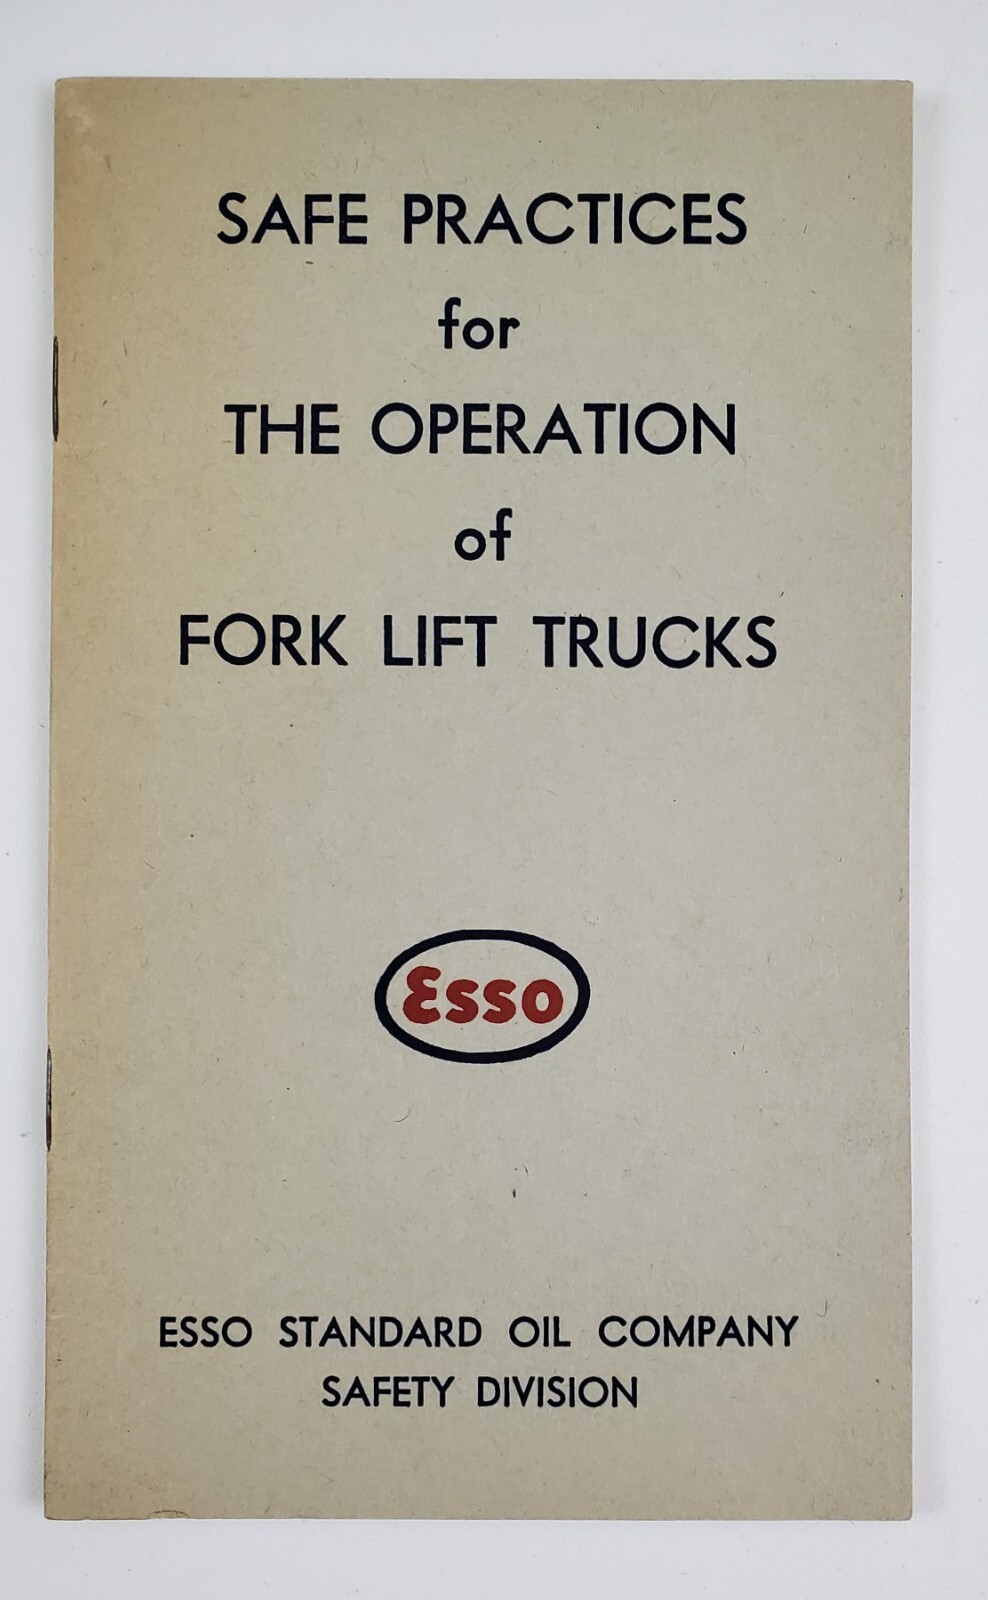 SAFE PRACTICES
for
THE OPERATION
of
FORK LIFT TRUCKS
Esso
ESSO STANDARD OIL COMPANY
SAFETY DIVISION